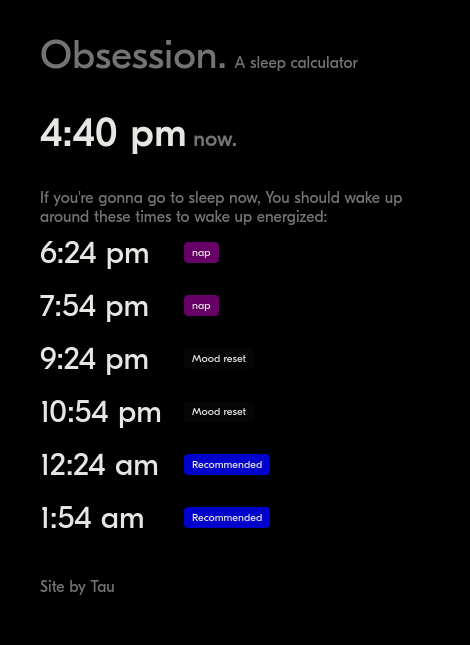 Obsession. A sleep calculator
4:40 pm now.
If you're gonna go to sleep now, You should wake up
around these times to wake up energized:
6:24 pm nap
7:54 pm nap
9:24 pm Mood reset
10:54 pm Mood reset
12:24 am Recommended
1:54 am Recommended
Site by Tau